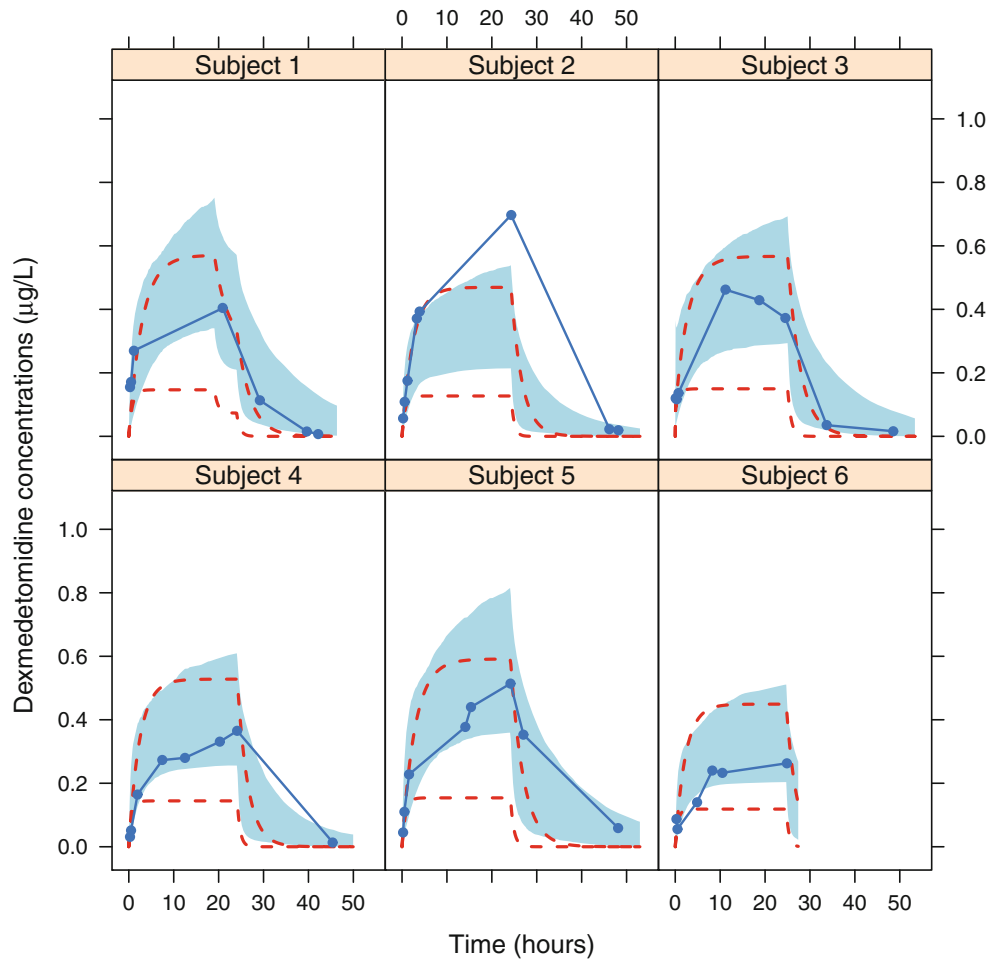 0 10 20 30 40 50
Subject 1 Subject 2 Subject 3
1.0
0.8
0.6
0.4
0.2
0.0
Dexmedetomidine concentrations (µg/L)
Subject 4 Subject 5 Subject 6
1.0
0.8
0.6
0.4
0.2
0.0
0 10 20 30 40 50 0 10 20 30 40 50
Time (hours)